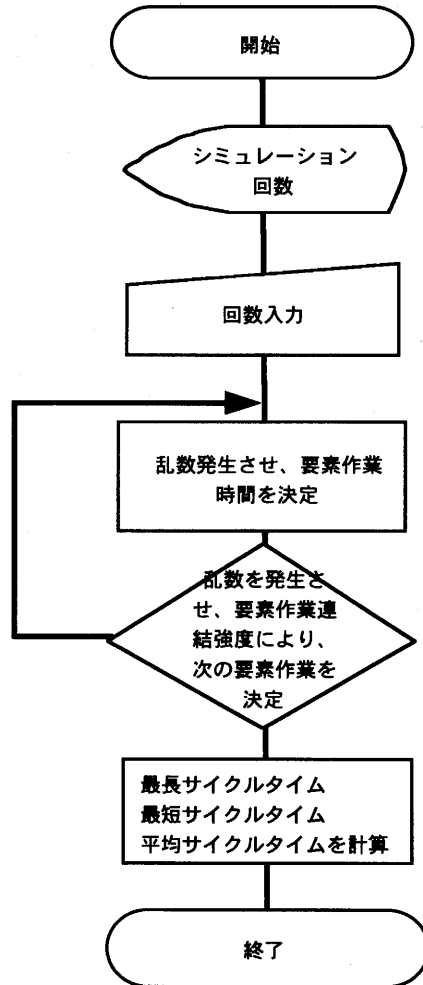 開始
シミュレーション
回数
回数入力
乱数発生させ、要素作業
時間を決定
乱数を発生さ
せ、要素作業連
結強度により、
次の要素作業を
決定
最長サイクルタイム
最短サイクルタイム
平均サイクルタイムを計算
終了